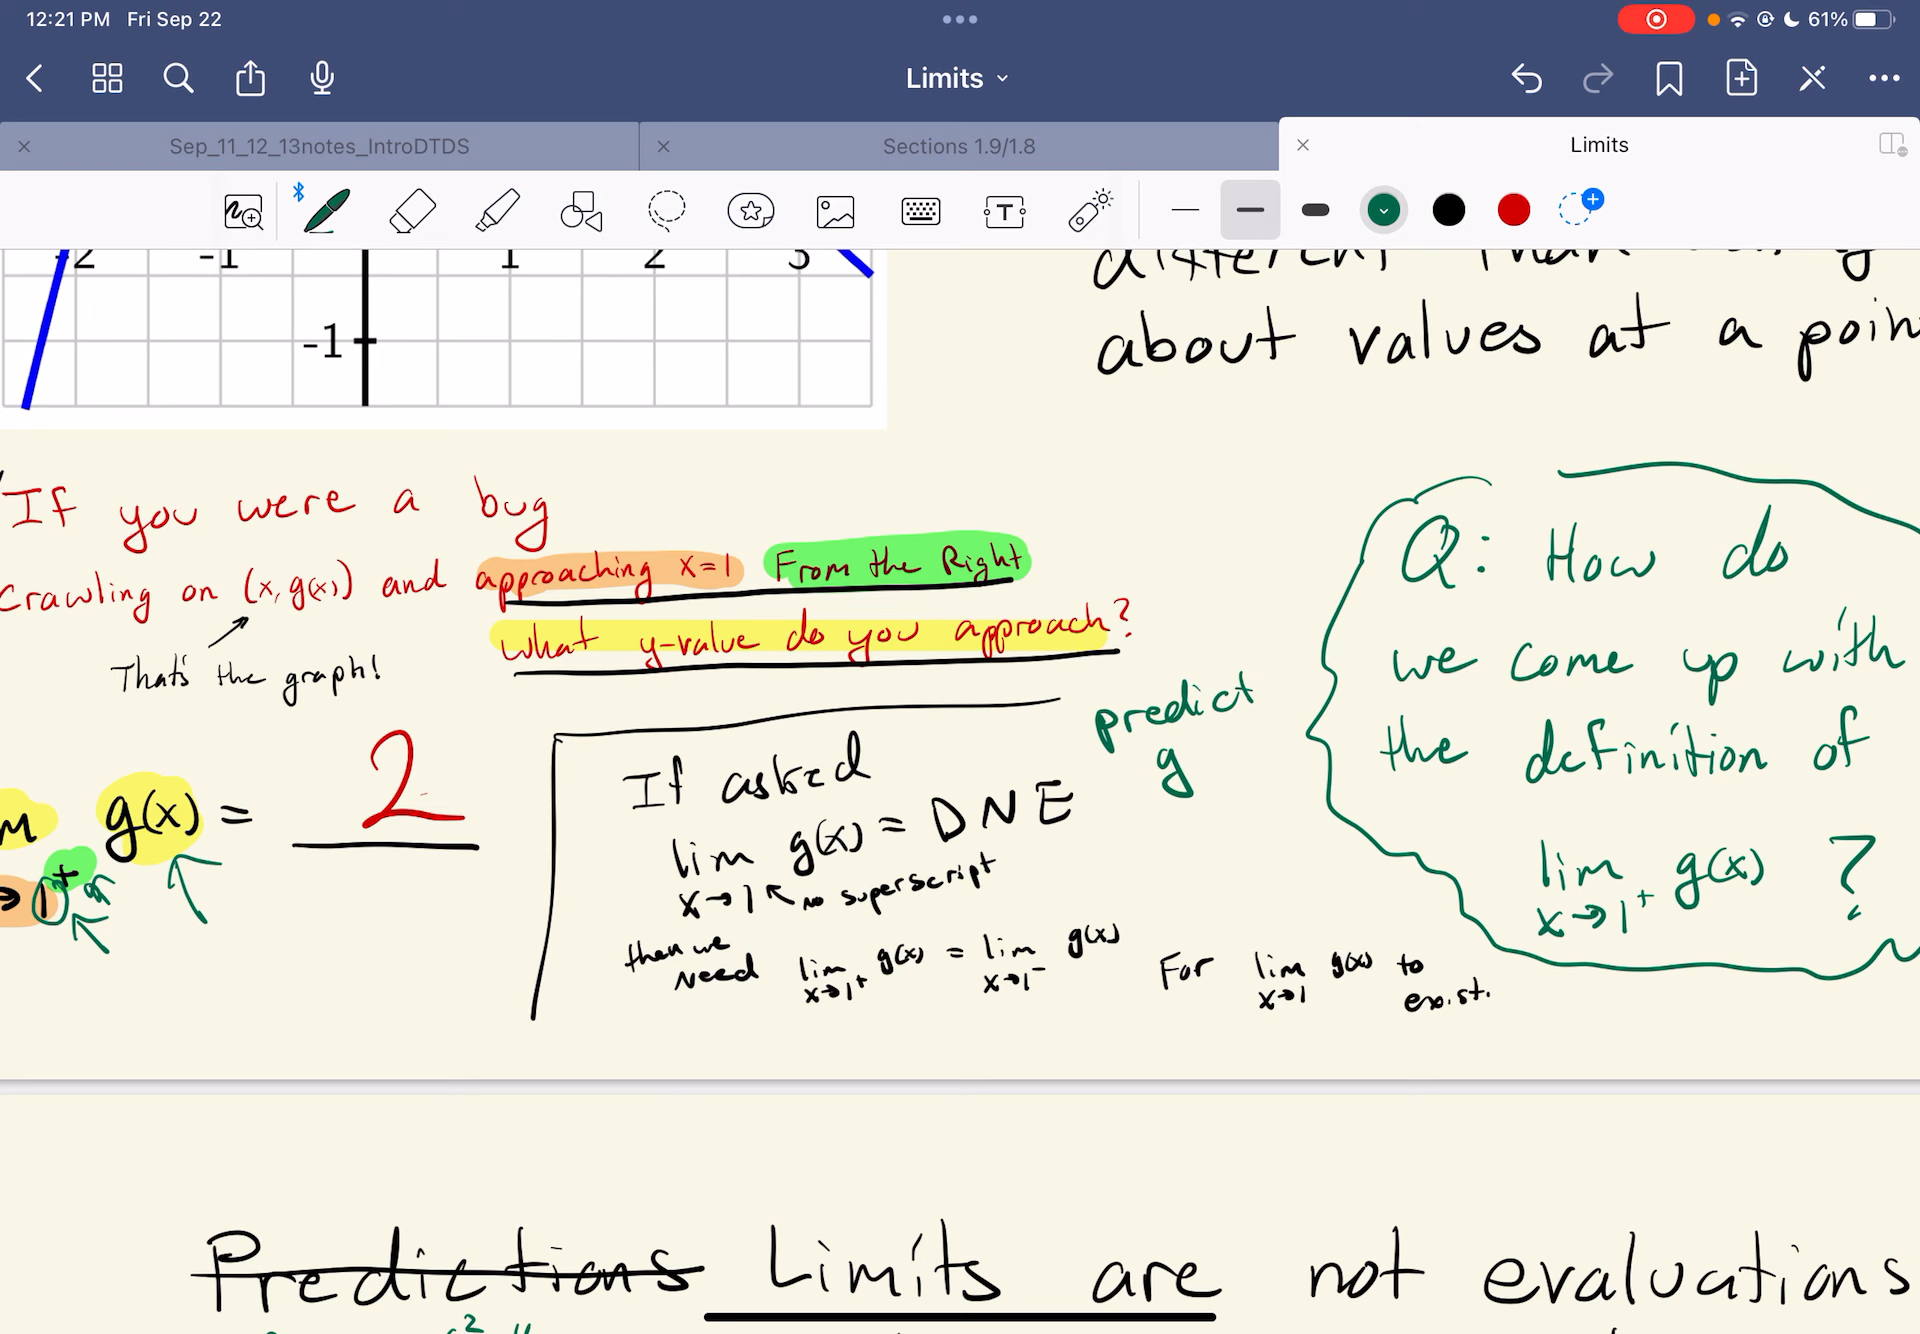 12:21 PM Fri Sep 22
61%
Limits
Sep_11_12_13notes_IntroDTDS
Sections 1.9/1.8
Limits
-2 -1 1 2 3
-1
different than
about values at a poin
If you were a bug
Crawling on (x, g(x)) and approaching x=1 From the Right
What y-value do you approach?
That's the graph!
predict
g
g(x) = 2
→ 1⁺
If asked
lim g(x) = DNE
x→1 ↖ no superscript
then we
need lim g(x) = lim g(x)
x→1⁺ x→1⁻
For lim g(x) to
x→1 exist.
Q: How do
we come up with
the definition of
lim g(x) ?
x→1⁺
Predictions Limits are not evaluations